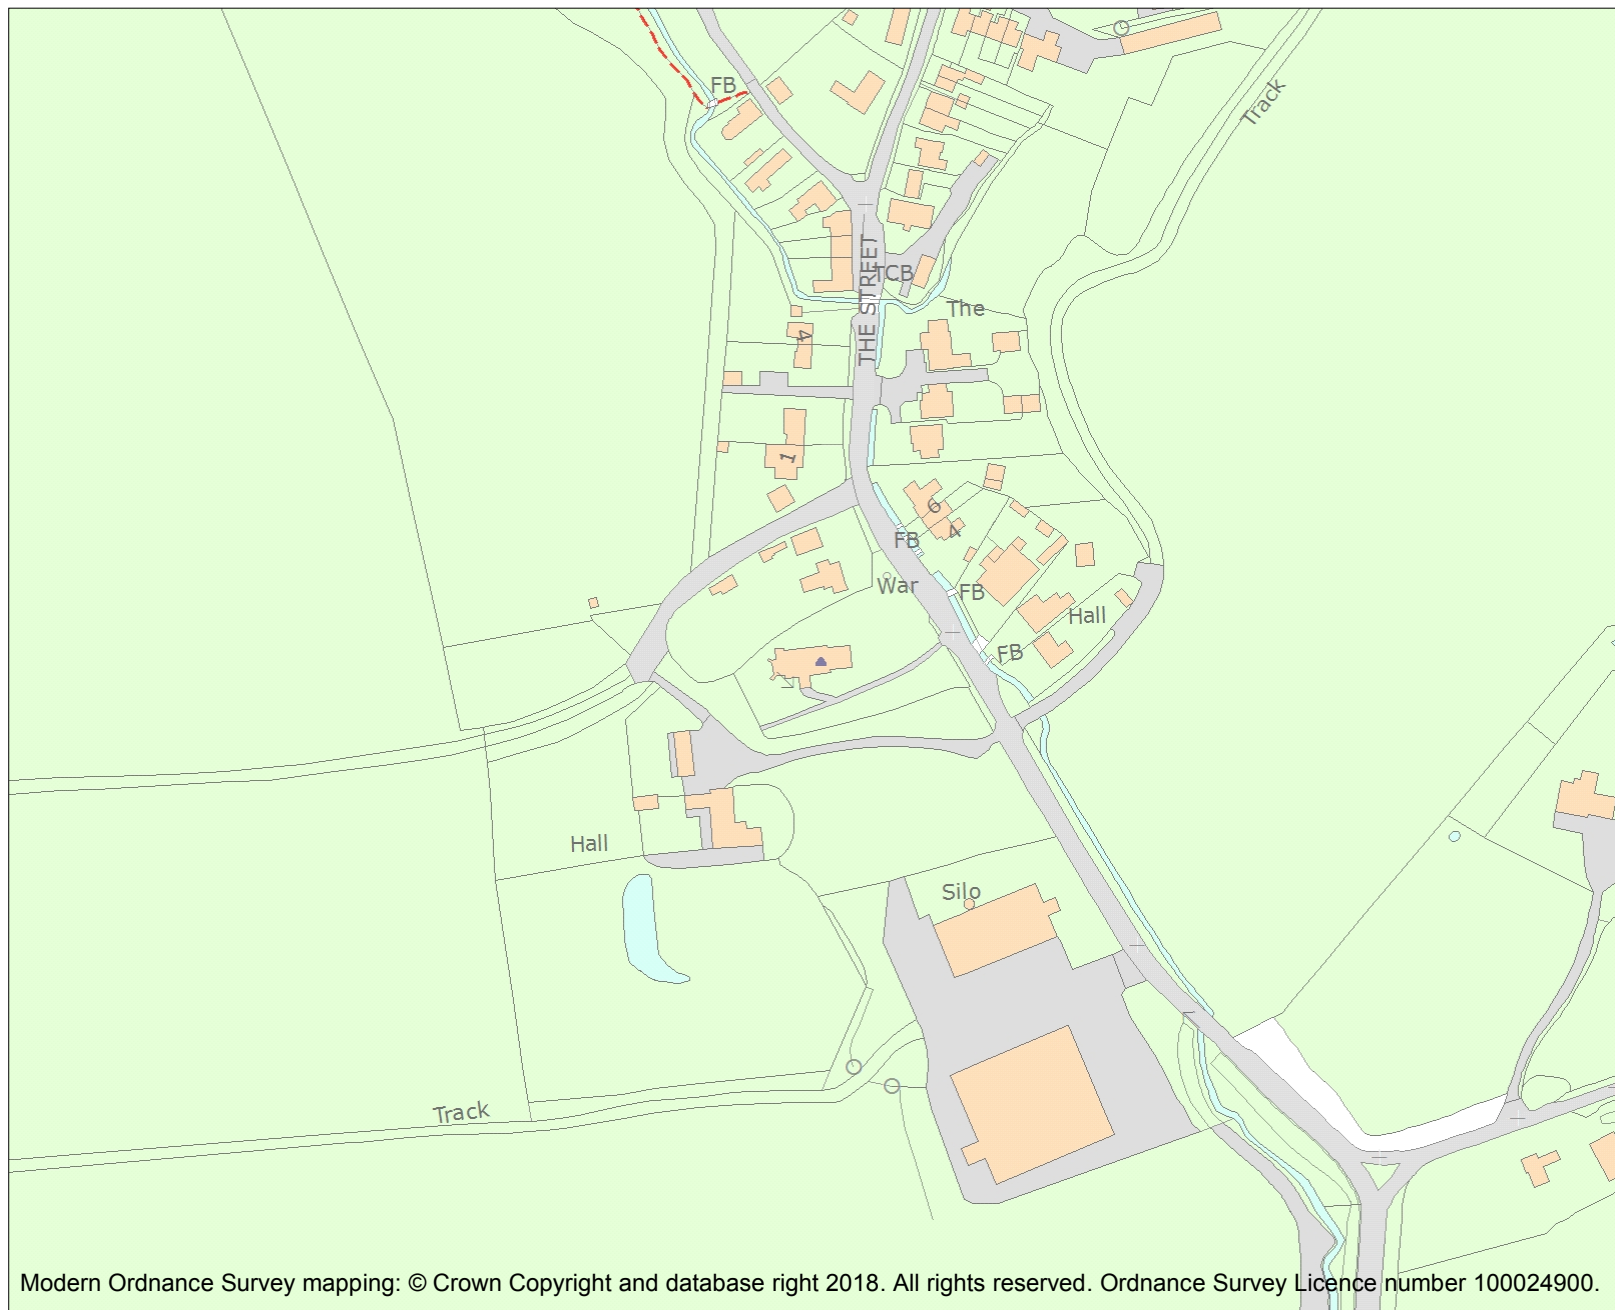 FB
Track
THE STREET
TCB
The
4
1
6
4
FB
War
FB
Hall
FB
Hall
Silo
Track
Modern Ordnance Survey mapping: © Crown Copyright and database right 2018. All rights reserved. Ordnance Survey Licence number 100024900.